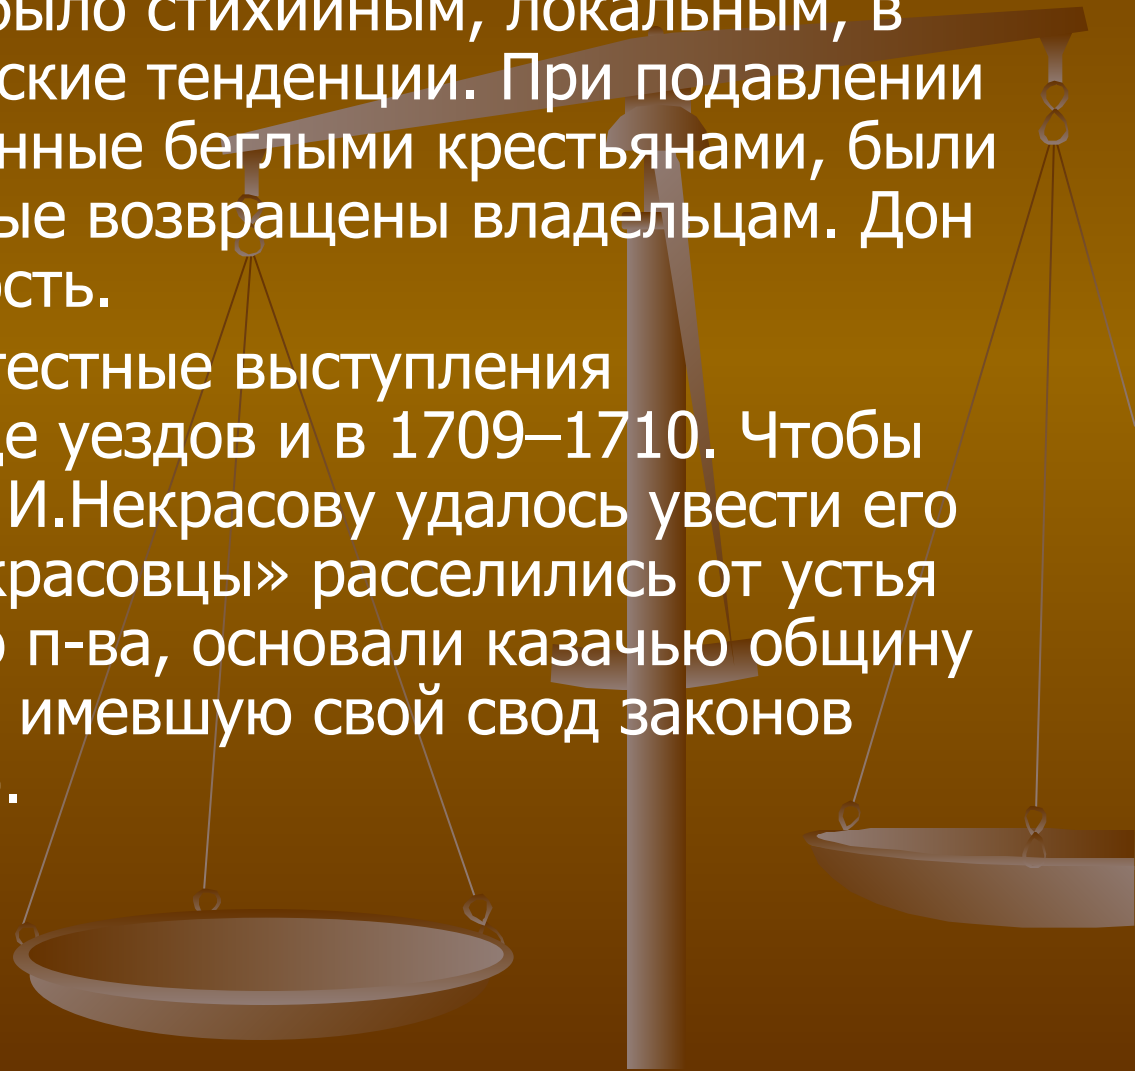 было стихийным, локальным, в
ские тенденции. При подавлении
нные беглыми крестьянами, были
ые возвращены владельцам. Дон
ость.
тестные выступления
де уездов и в 1709–1710. Чтобы
И.Некрасову удалось увести его
красовцы» расселились от устья
о п-ва, основали казачью общину
имевшую свой свод законов
.